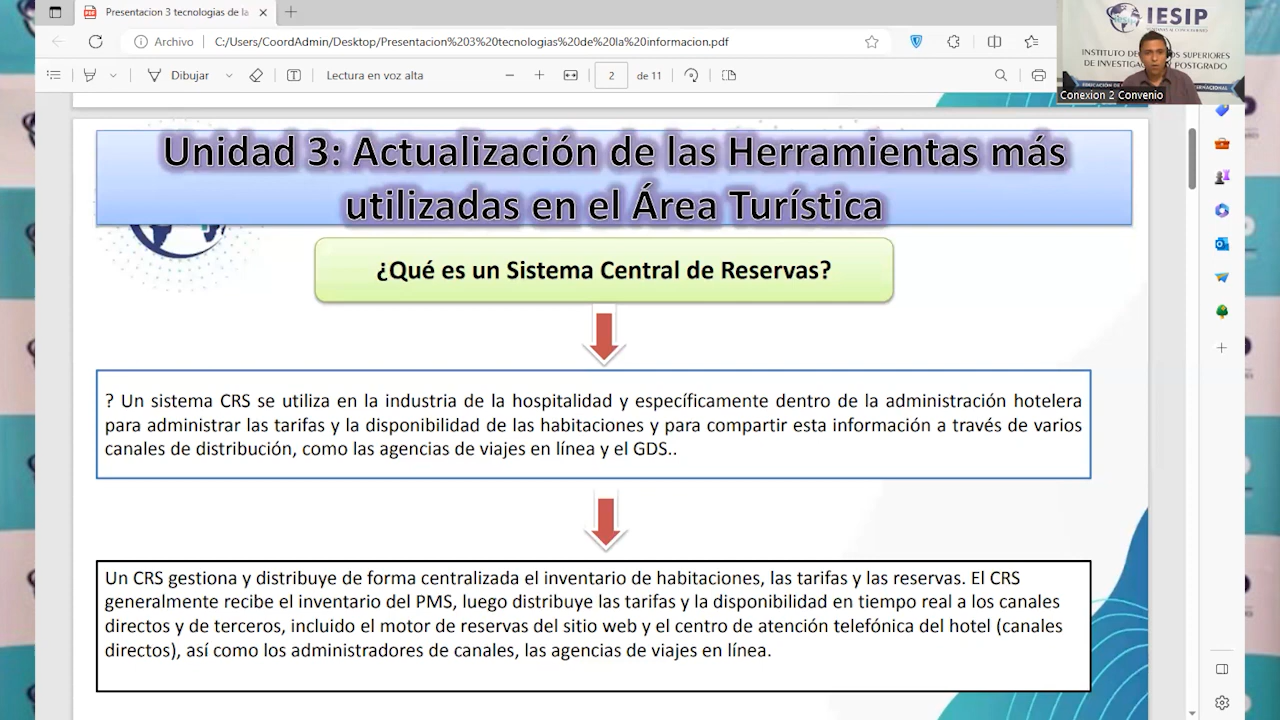 Presentacion 3 tecnologias de la
Archivo
C:/Users/CoordAdmin/Desktop/Presentacion%203%20tecnologias%20de%20la%20informacion.pdf
Dibujar
Lectura en voz alta
2
de 11
IESIP
INSTITUTO DE SUPERIORES
DE INVESTIGA Y POSTGRADO
Conexion 2 Convenio
Unidad 3: Actualización de las Herramientas más
utilizadas en el Área Turística
¿Qué es un Sistema Central de Reservas?
? Un sistema CRS se utiliza en la industria de la hospitalidad y específicamente dentro de la administración hotelera
para administrar las tarifas y la disponibilidad de las habitaciones y para compartir esta información a través de varios
canales de distribución, como las agencias de viajes en línea y el GDS..
Un CRS gestiona y distribuye de forma centralizada el inventario de habitaciones, las tarifas y las reservas. El CRS
generalmente recibe el inventario del PMS, luego distribuye las tarifas y la disponibilidad en tiempo real a los canales
directos y de terceros, incluido el motor de reservas del sitio web y el centro de atención telefónica del hotel (canales
directos), así como los administradores de canales, las agencias de viajes en línea.